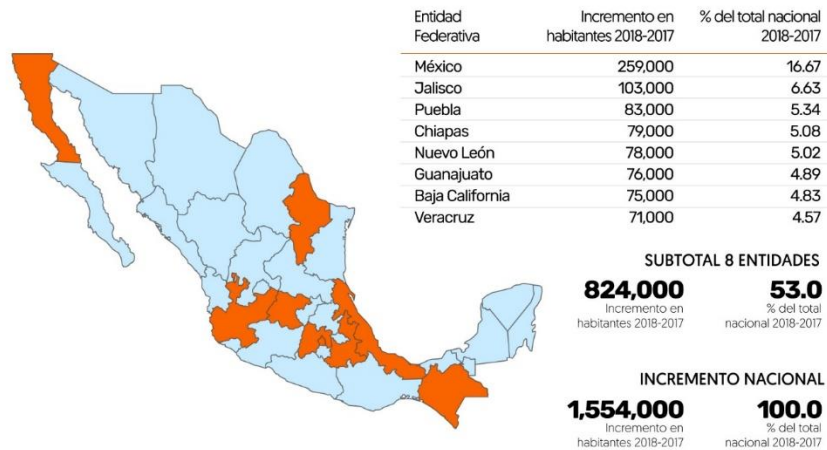 Entidad Federativa Incremento en habitantes 2018-2017 % del total nacional 2018-2017
México 259,000 16.67
Jalisco 103,000 6.63
Puebla 83,000 5.34
Chiapas 79,000 5.08
Nuevo León 78,000 5.02
Guanajuato 76,000 4.89
Baja California 75,000 4.83
Veracruz 71,000 4.57
SUBTOTAL 8 ENTIDADES
824,000 53.0
Incremento en % del total
habitantes 2018-2017 nacional 2018-2017
INCREMENTO NACIONAL
1,554,000 100.0
Incremento en % del total
habitantes 2018-2017 nacional 2018-2017